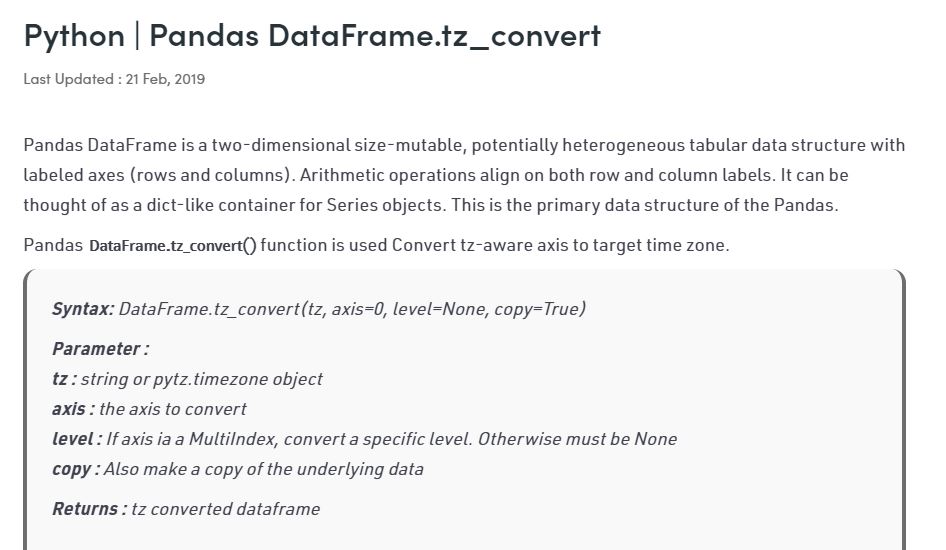 Python | Pandas DataFrame.tz_convert
Last Updated : 21 Feb, 2019
Pandas DataFrame is a two-dimensional size-mutable, potentially heterogeneous tabular data structure with
labeled axes (rows and columns). Arithmetic operations align on both row and column labels. It can be
thought of as a dict-like container for Series objects. This is the primary data structure of the Pandas.
Pandas DataFrame.tz_convert() function is used Convert tz-aware axis to target time zone.
Syntax: DataFrame.tz_convert(tz, axis=0, level=None, copy=True)
Parameter :
tz : string or pytz.timezone object
axis : the axis to convert
level : If axis ia a MultiIndex, convert a specific level. Otherwise must be None
copy : Also make a copy of the underlying data
Returns : tz converted dataframe